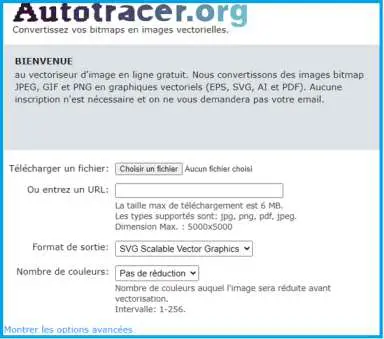 Autotracer.org
Convertissez vos bitmaps en images vectorielles.
BIENVENUE
au vectoriseur d'image en ligne gratuit. Nous convertissons des images bitmap
JPEG, GIF et PNG en graphiques vectoriels (EPS, SVG, AI et PDF). Aucune
inscription n'est nécessaire et on ne vous demandera pas votre email.
Télécharger un fichier: Choisir un fichier Aucun fichier choisi
Ou entrez un URL:
La taille max de téléchargement est 6 MB.
Les types supportés sont: jpg, png, pdf, jpeg.
Dimension Max. : 5000x5000
Format de sortie: SVG Scalable Vector Graphics
Nombre de couleurs: Pas de réduction
Nombre de couleurs auquel l'image sera réduite avant
vectorisation.
Intervalle: 1-256.
Montrer les options avancées